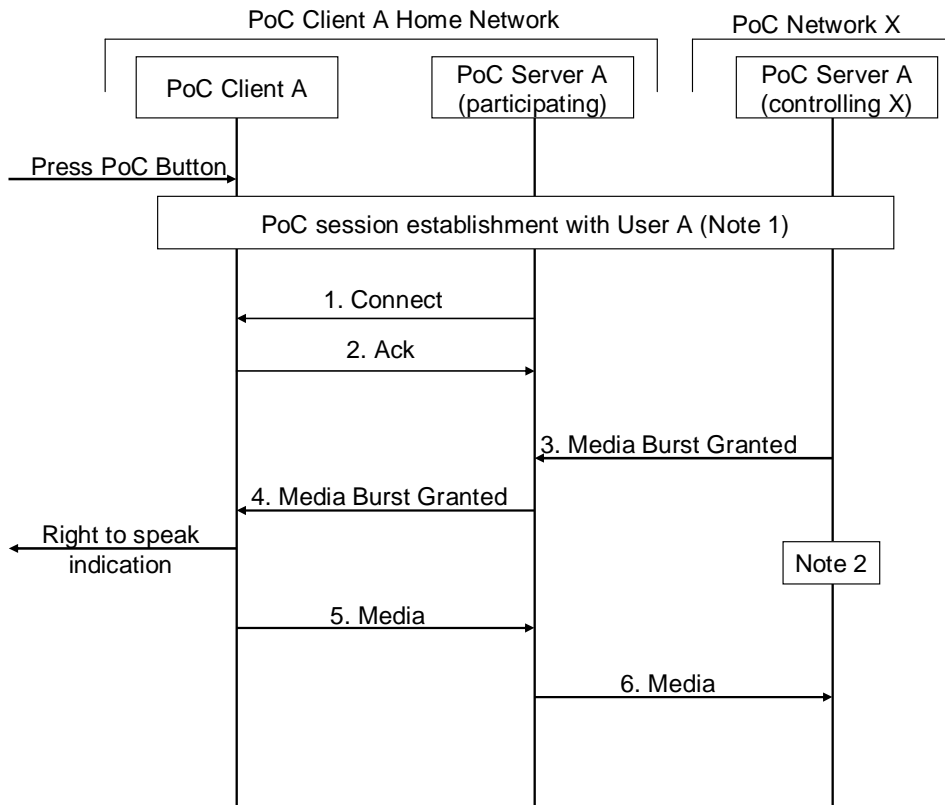 PoC Client A Home Network
PoC Network X
PoC Client A
PoC Server A
(participating)
PoC Server A
(controlling X)
Press PoC Button
PoC session establishment with User A (Note 1)
1. Connect
2. Ack
3. Media Burst Granted
4. Media Burst Granted
Right to speak
indication
Note 2
5. Media
6. Media